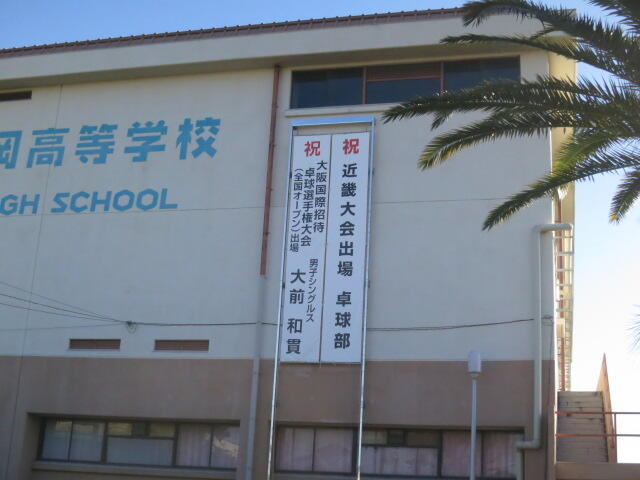 岡高等学校
GH SCHOOL
祝
近畿大会出場 卓球部
祝
大阪国際招待
卓球選手権大会
(全国オープン)出場
男子シングルス
大前 和貫